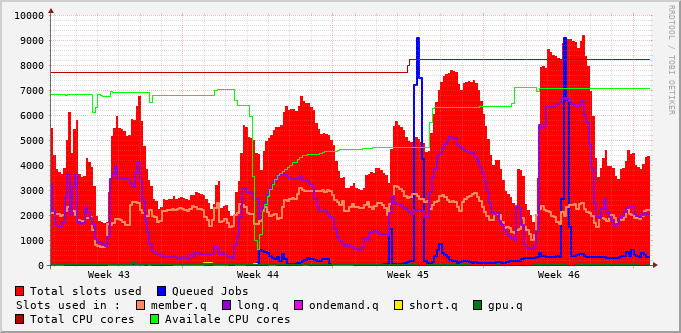 RRDTOOL / TOBI OETIKER
10000
9000
8000
7000
6000
5000
4000
3000
2000
1000
0
Week 43 Week 44 Week 45 Week 46
Total slots used Queued Jobs
Slots used in : member.q long.q ondemand.q short.q gpu.q
Total CPU cores Availale CPU cores